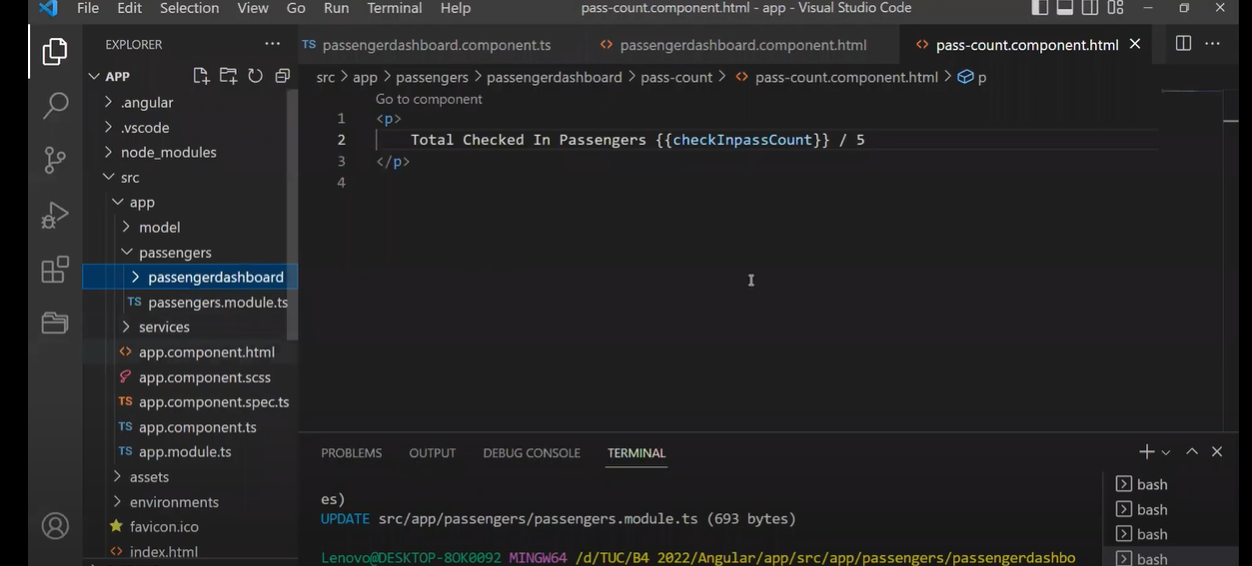 File Edit Selection View Go Run Terminal Help pass-count.component.html - app - Visual Studio Code
EXPLORER
APP
.angular
.vscode
node_modules
src
app
model
passengers
passengerdashboard
TS passengers.module.ts
services
app.component.html
app.component.scss
TS app.component.spec.ts
TS app.component.ts
TS app.module.ts
assets
environments
favicon.ico
index.html
TS passengerdashboard.component.ts <> passengerdashboard.component.html <> pass-count.component.html
src > app > passengers > passengerdashboard > pass-count > <> pass-count.component.html > p
Go to component
1 <p>
2 Total Checked In Passengers {{checkInpassCount}} / 5
3 </p>
4
PROBLEMS OUTPUT DEBUG CONSOLE TERMINAL
es)
UPDATE src/app/passengers/passengers.module.ts (693 bytes)
Lenovo@DESKTOP-8OK0092 MINGW64 /d/TUC/B4 2022/Angular/app/src/app/passengers/passengerdashbo
bash
bash
bash
bash